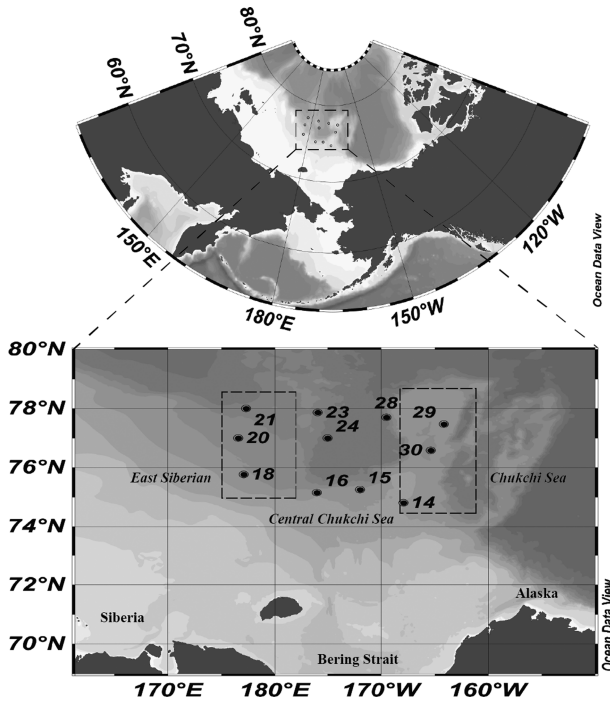 80°N
70°N
60°N
150°E
180°E
150°W
120°W
Ocean Data View
80°N
78°N
76°N
74°N
72°N
70°N
21
20
18
23
24
28
29
30
16
15
14
East Siberian
Central Chukchi Sea
Chukchi Sea
Siberia
Alaska
Bering Strait
Ocean Data View
170°E
180°E
170°W
160°W